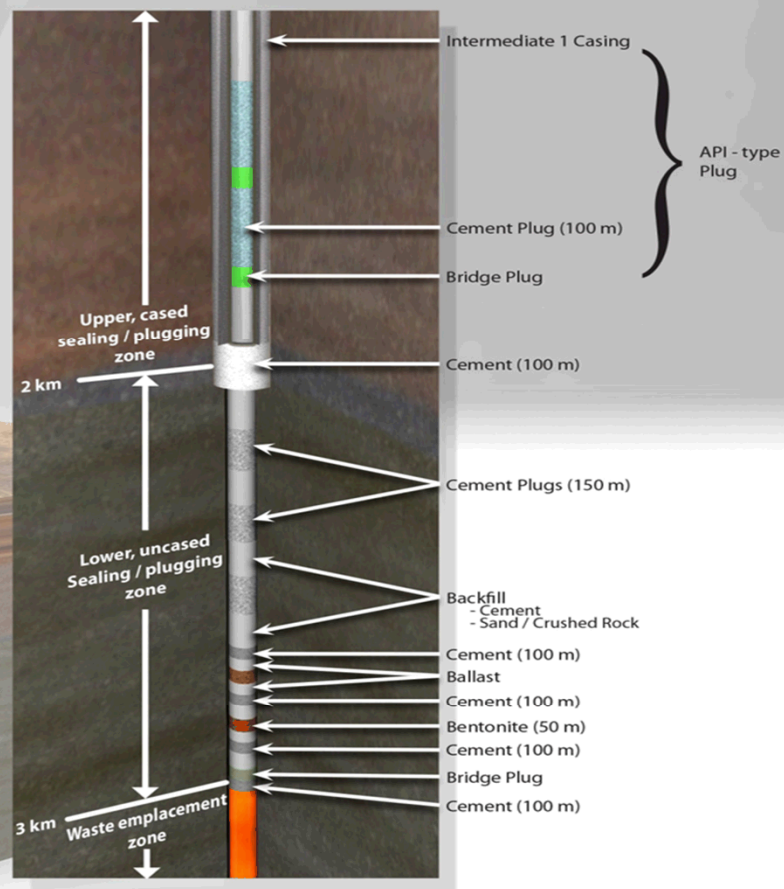 Intermediate 1 Casing
API - type
Plug
Cement Plug (100 m)
Bridge Plug
Upper, cased
sealing / plugging
zone
Cement (100 m)
2 km
Cement Plugs (150 m)
Lower, uncased
Sealing / plugging
zone
Backfill
- Cement
- Sand / Crushed Rock
Cement (100 m)
Ballast
Cement (100 m)
Bentonite (50 m)
Cement (100 m)
Bridge Plug
Cement (100 m)
3 km
Waste emplacement
zone